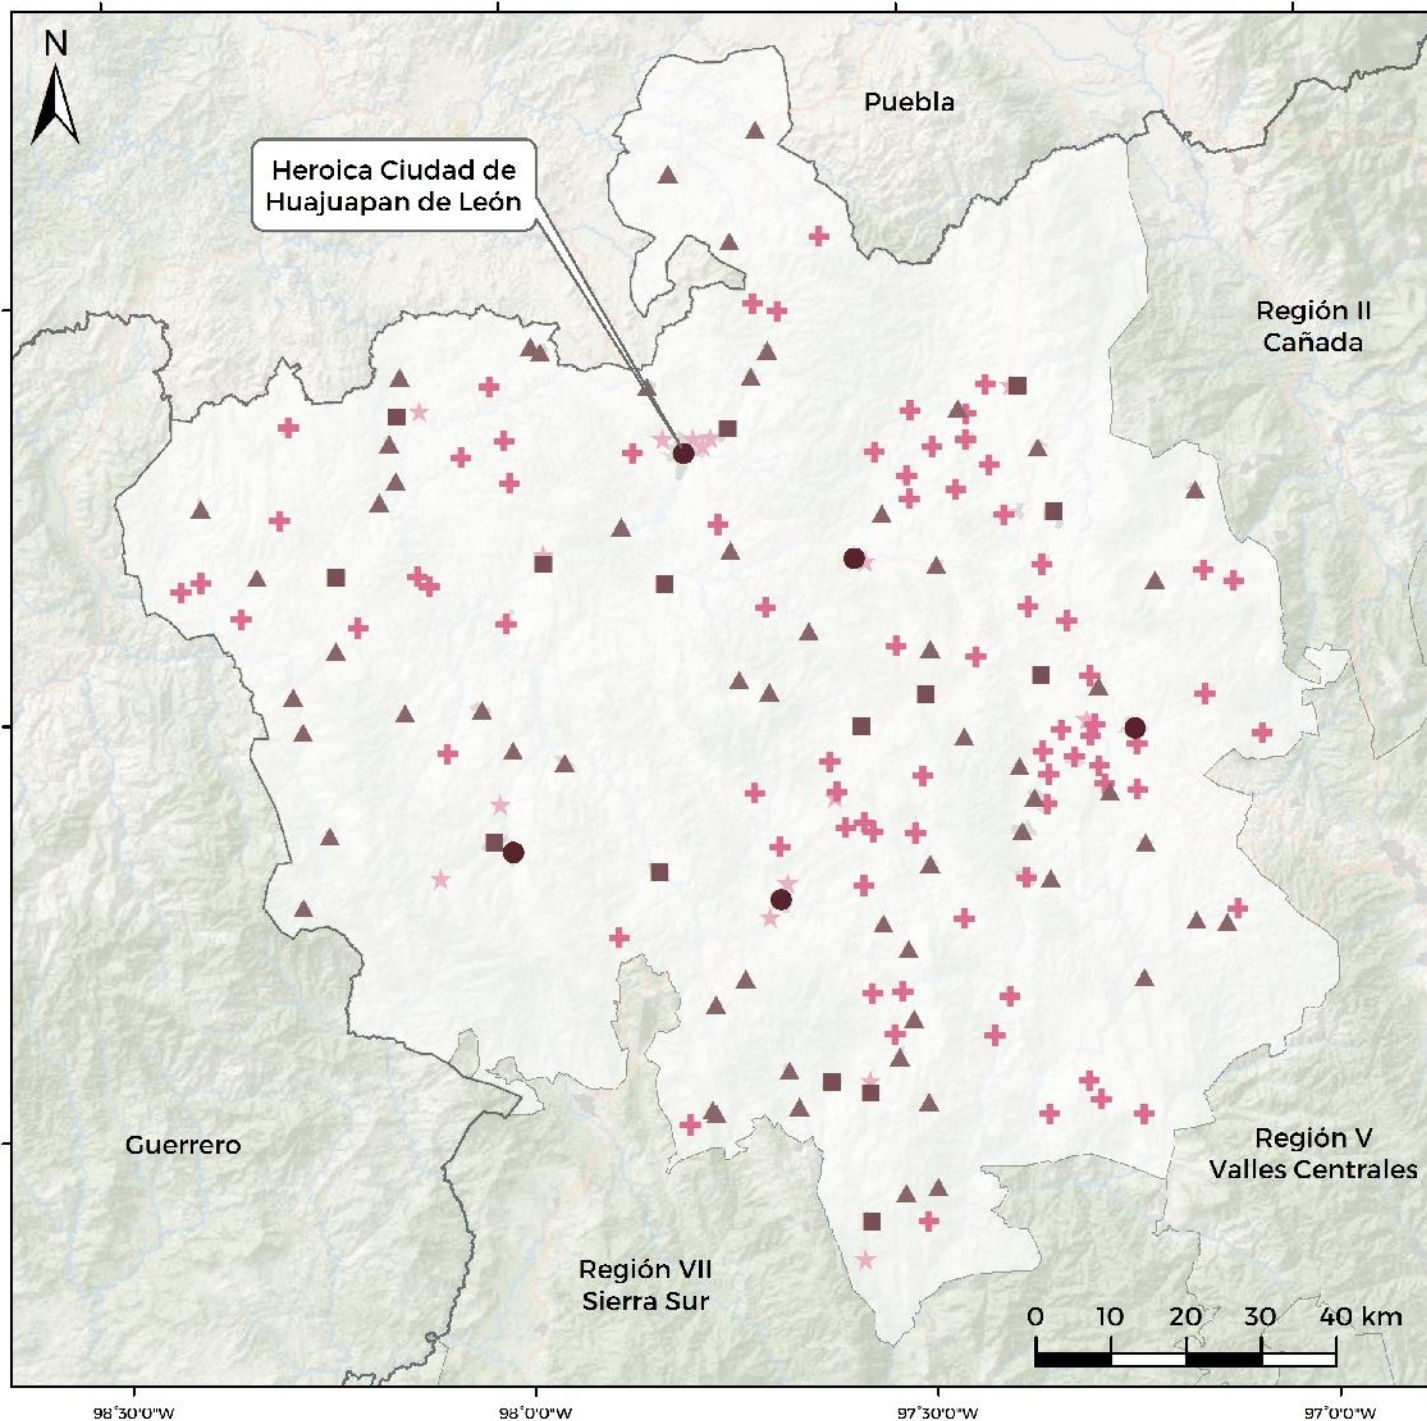 N
Puebla
Heroica Ciudad de
Huajuapan de León
Región II
Cañada
Guerrero
Región V
Valles Centrales
Región VII
Sierra Sur
0 10 20 30 40 km
98°30'0"W 98°0'0"W 97°30'0"W 97°0'0"W